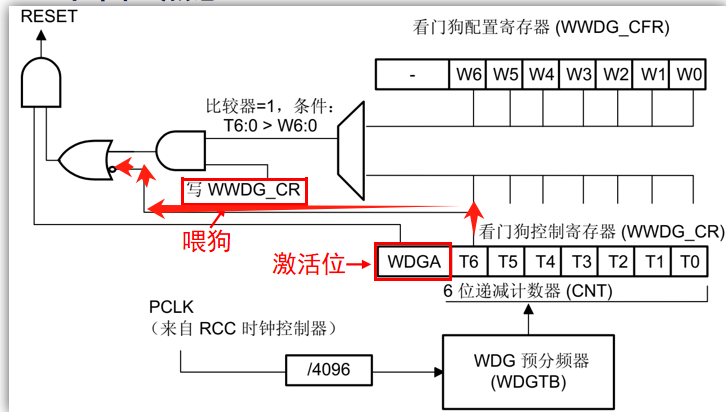 RESET
看门狗配置寄存器 (WWDG_CFR)
- W6 W5 W4 W3 W2 W1 W0
比较器=1，条件：
T6:0 > W6:0
写 WWDG_CR
喂狗
看门狗控制寄存器 (WWDG_CR)
激活位
WDGA T6 T5 T4 T3 T2 T1 T0
6 位递减计数器 (CNT)
PCLK
（来自 RCC 时钟控制器）
/4096
WDG 预分频器
(WDGTB)